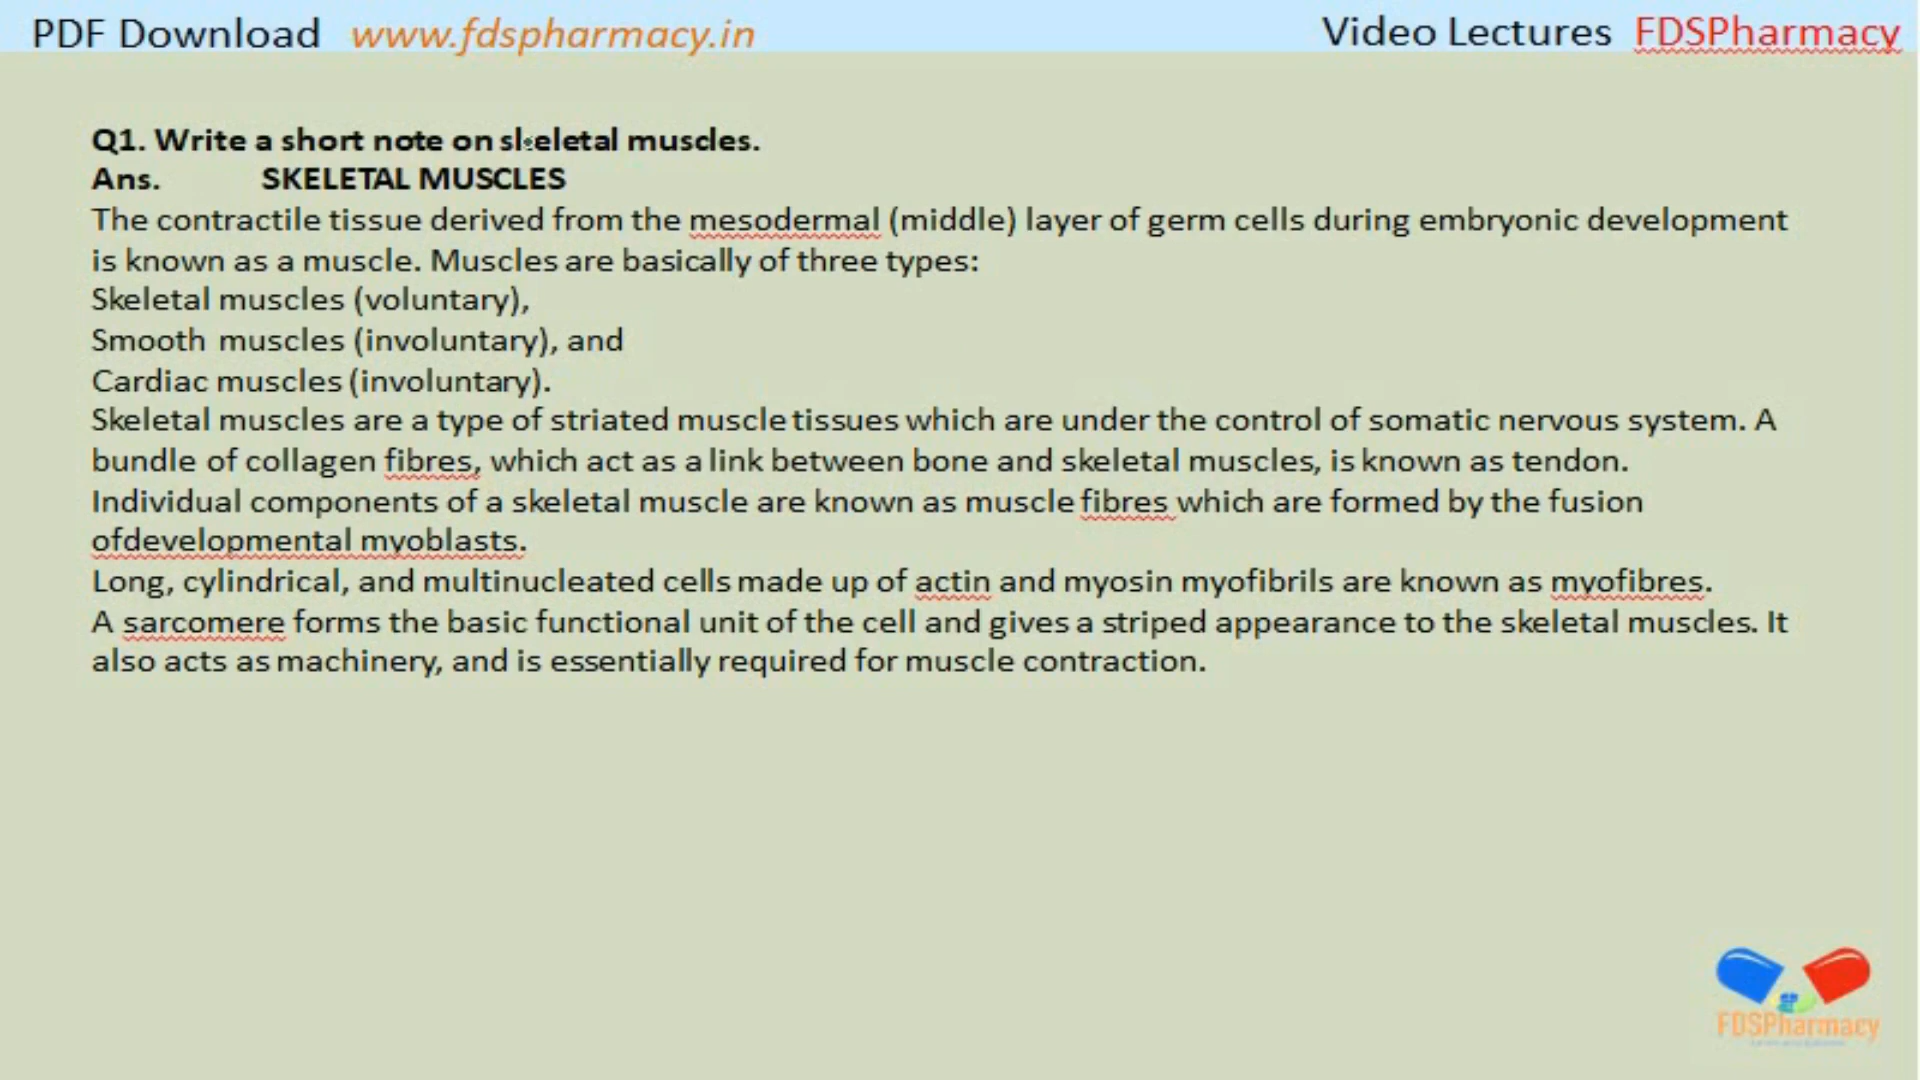 PDF Download www.fdspharmacy.in Video Lectures FDSPharmacy
Q1. Write a short note on skeletal muscles.
Ans. SKELETAL MUSCLES
The contractile tissue derived from the mesodermal (middle) layer of germ cells during embryonic development
is known as a muscle. Muscles are basically of three types:
Skeletal muscles (voluntary),
Smooth muscles (involuntary), and
Cardiac muscles (involuntary).
Skeletal muscles are a type of striated muscle tissues which are under the control of somatic nervous system. A
bundle of collagen fibres, which act as a link between bone and skeletal muscles, is known as tendon.
Individual components of a skeletal muscle are known as muscle fibres which are formed by the fusion
ofdevelopmental myoblasts.
Long, cylindrical, and multinucleated cells made up of actin and myosin myofibrils are known as myofibres.
A sarcomere forms the basic functional unit of the cell and gives a striped appearance to the skeletal muscles. It
also acts as machinery, and is essentially required for muscle contraction.
FDSPharmacy